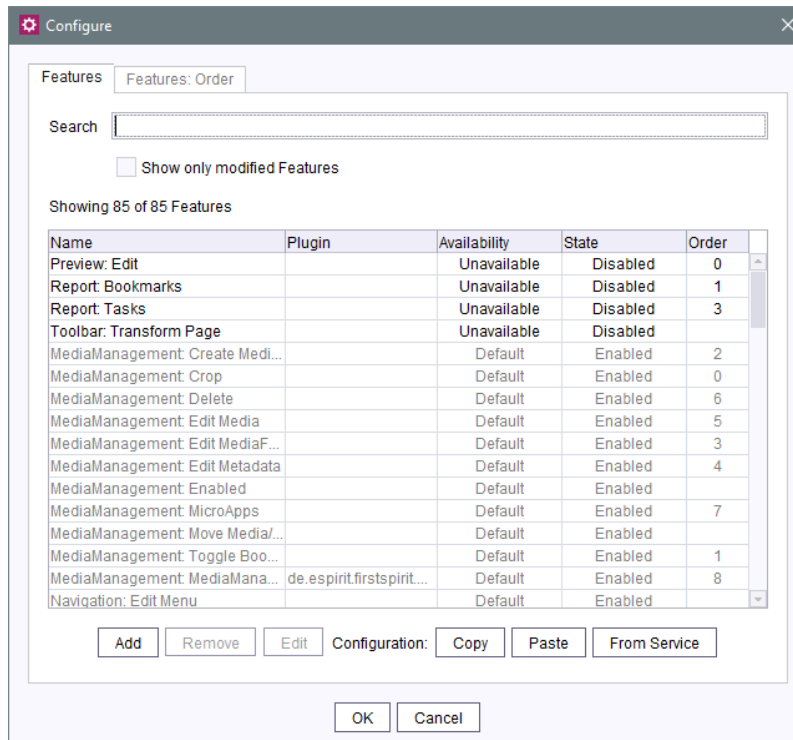 Configure
Features Features: Order
Search
Show only modified Features
Showing 85 of 85 Features
Name Plugin Availability State Order
Preview: Edit Unavailable Disabled 0
Report: Bookmarks Unavailable Disabled 1
Report: Tasks Unavailable Disabled 3
Toolbar: Transform Page Unavailable Disabled
MediaManagement: Create Medi... Default Enabled 2
MediaManagement: Crop Default Enabled 0
MediaManagement: Delete Default Enabled 6
MediaManagement: Edit Media Default Enabled 5
MediaManagement: Edit MediaF... Default Enabled 3
MediaManagement: Edit Metadata Default Enabled 4
MediaManagement: Enabled Default Enabled
MediaManagement: MicroApps Default Enabled 7
MediaManagement: Move Media/... Default Enabled
MediaManagement: Toggle Boo... Default Enabled 1
MediaManagement: MediaMana... de.espirit.firstspirit.... Default Enabled 8
Navigation: Edit Menu Default Enabled
Add Remove Edit Configuration: Copy Paste From Service
OK Cancel